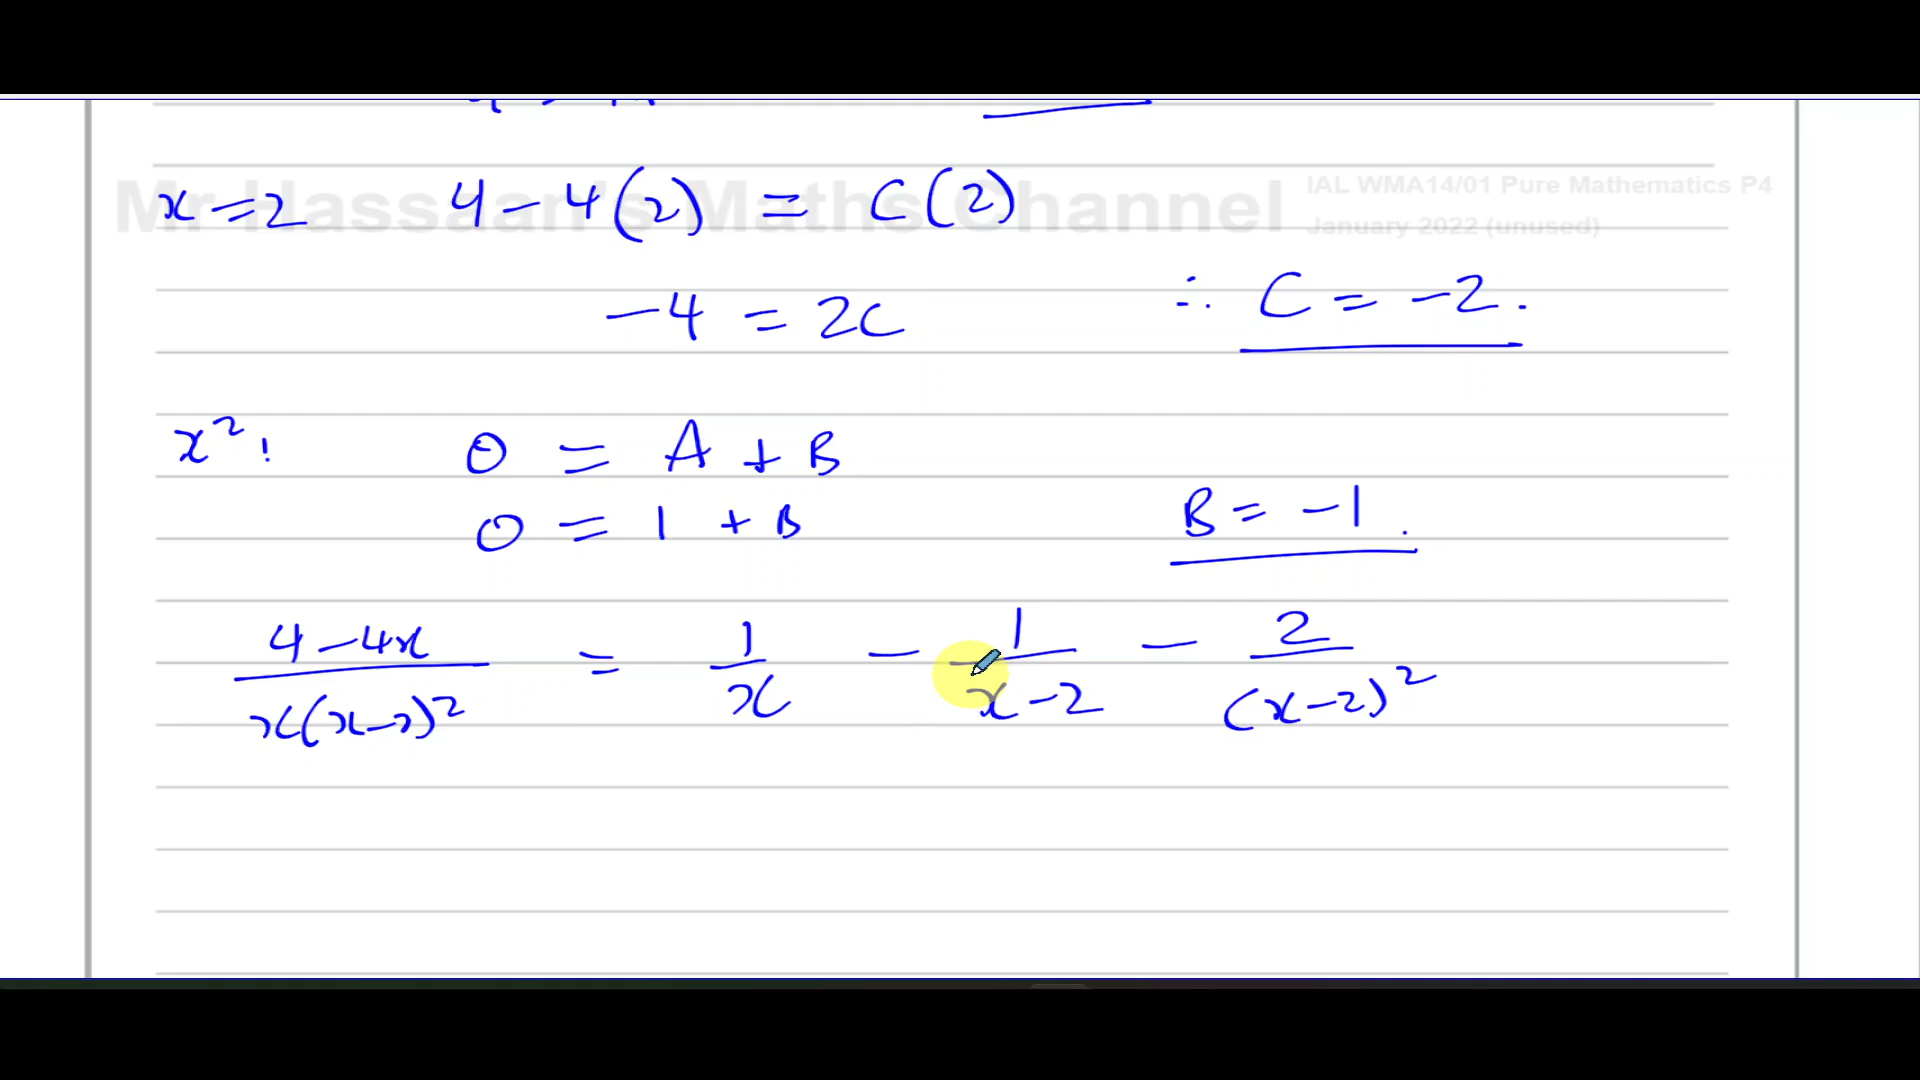 Mr Hassaan's Maths Channel
IAL WMA14/01 Pure Mathematics P4
January 2022 (unused)
x = 2 4 - 4(2) = C(2)
-4 = 2C ∴ C = -2.
x²: 0 = A + B
0 = 1 + B B = -1.
(4-4x)/(x(x-2)²) = 1/x - 1/(x-2) - 2/(x-2)²